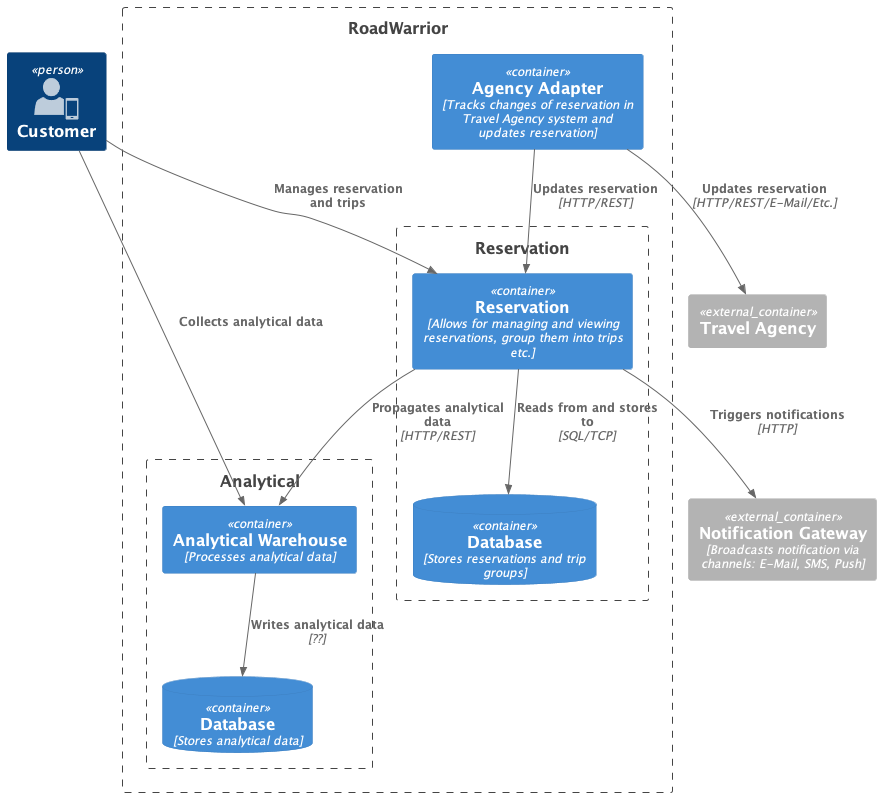 RoadWarrior
«person»
Customer
«container»
Agency Adapter
[Tracks changes of reservation in
Travel Agency system and
updates reservation]
Manages reservation
and trips
Updates reservation
[HTTP/REST]
Updates reservation
[HTTP/REST/E-Mail/Etc.]
Reservation
«container»
Reservation
[Allows for managing and viewing
reservations, group them into trips
etc.]
«external_container»
Travel Agency
Collects analytical data
Propagates analytical
data
[HTTP/REST]
Reads from and stores
to
[SQL/TCP]
Triggers notifications
[HTTP]
Analytical
«container»
Analytical Warehouse
[Processes analytical data]
«container»
Database
[Stores reservations and trip
groups]
«external_container»
Notification Gateway
[Broadcasts notification via
channels: E-Mail, SMS, Push]
Writes analytical data
[??]
«container»
Database
[Stores analytical data]